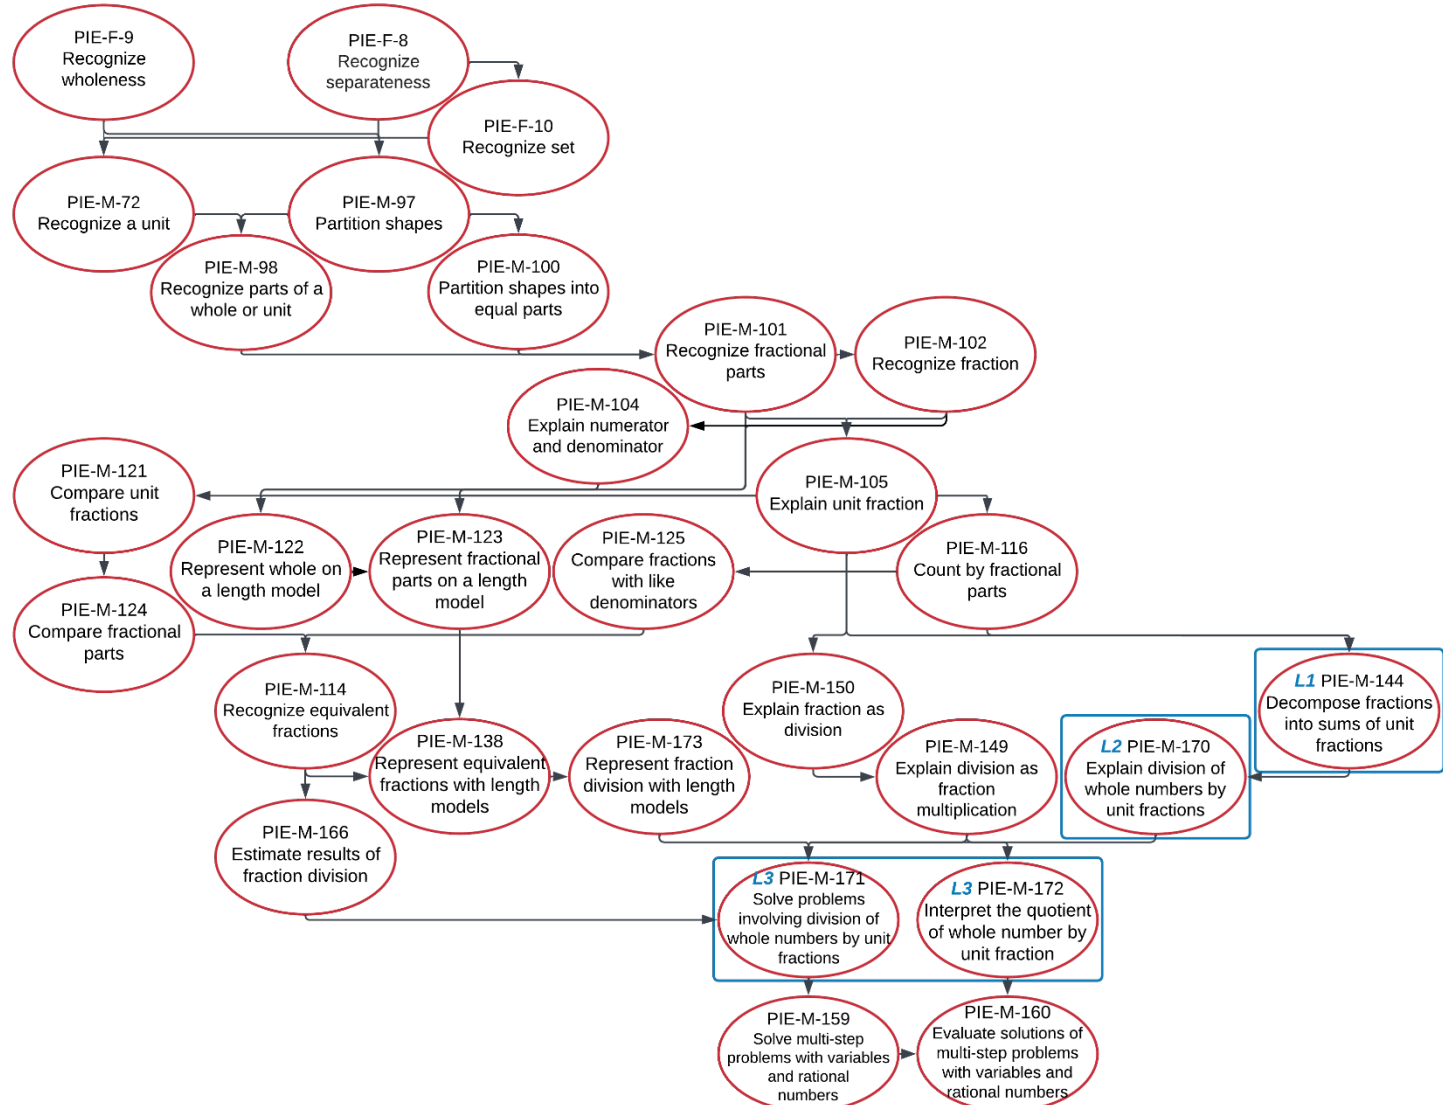 PIE-F-9
Recognize
wholeness
PIE-F-8
Recognize
separateness
PIE-F-10
Recognize set
PIE-M-72
Recognize a unit
PIE-M-97
Partition shapes
PIE-M-98
Recognize parts of a
whole or unit
PIE-M-100
Partition shapes into
equal parts
PIE-M-101
Recognize fractional
parts
PIE-M-102
Recognize fraction
PIE-M-104
Explain numerator
and denominator
PIE-M-121
Compare unit
fractions
PIE-M-105
Explain unit fraction
PIE-M-122
Represent whole on
a length model
PIE-M-123
Represent fractional
parts on a length
model
PIE-M-125
Compare fractions
with like
denominators
PIE-M-116
Count by fractional
parts
PIE-M-124
Compare fractional
parts
PIE-M-114
Recognize equivalent
fractions
PIE-M-150
Explain fraction as
division
L1 PIE-M-144
Decompose fractions
into sums of unit
fractions
PIE-M-138
Represent equivalent
fractions with length
models
PIE-M-173
Represent fraction
division with length
models
PIE-M-149
Explain division as
fraction
multiplication
L2 PIE-M-170
Explain division of
whole numbers by
unit fractions
PIE-M-166
Estimate results of
fraction division
L3 PIE-M-171
Solve problems
involving division of
whole numbers by unit
fractions
L3 PIE-M-172
Interpret the quotient
of whole number by
unit fraction
PIE-M-159
Solve multi-step
problems with variables
and rational
numbers
PIE-M-160
Evaluate solutions of
multi-step problems
with variables and
rational numbers